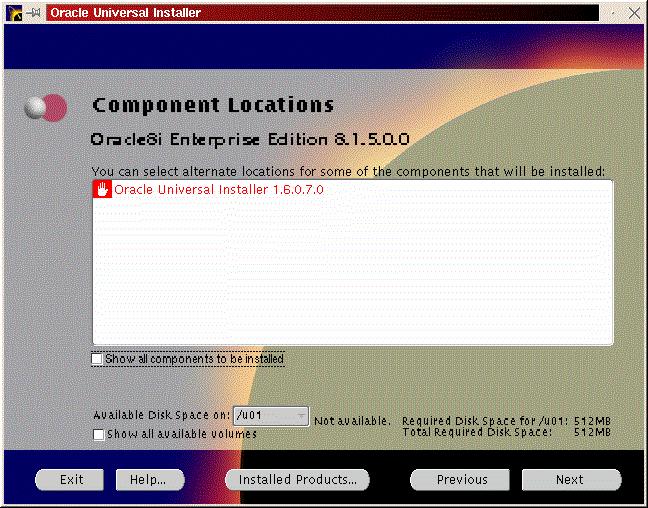 Oracle Universal Installer
Component Locations
Oracle8i Enterprise Edition 8.1.5.0.0
You can select alternate locations for some of the components that will be installed:
Oracle Universal Installer 1.6.0.7.0
Show all components to be installed
Available Disk Space on: /u01 Not available. Required Disk Space for /u01: 512MB
Show all available volumes Total Required Disk Space: 512MB
Exit Help... Installed Products... Previous Next